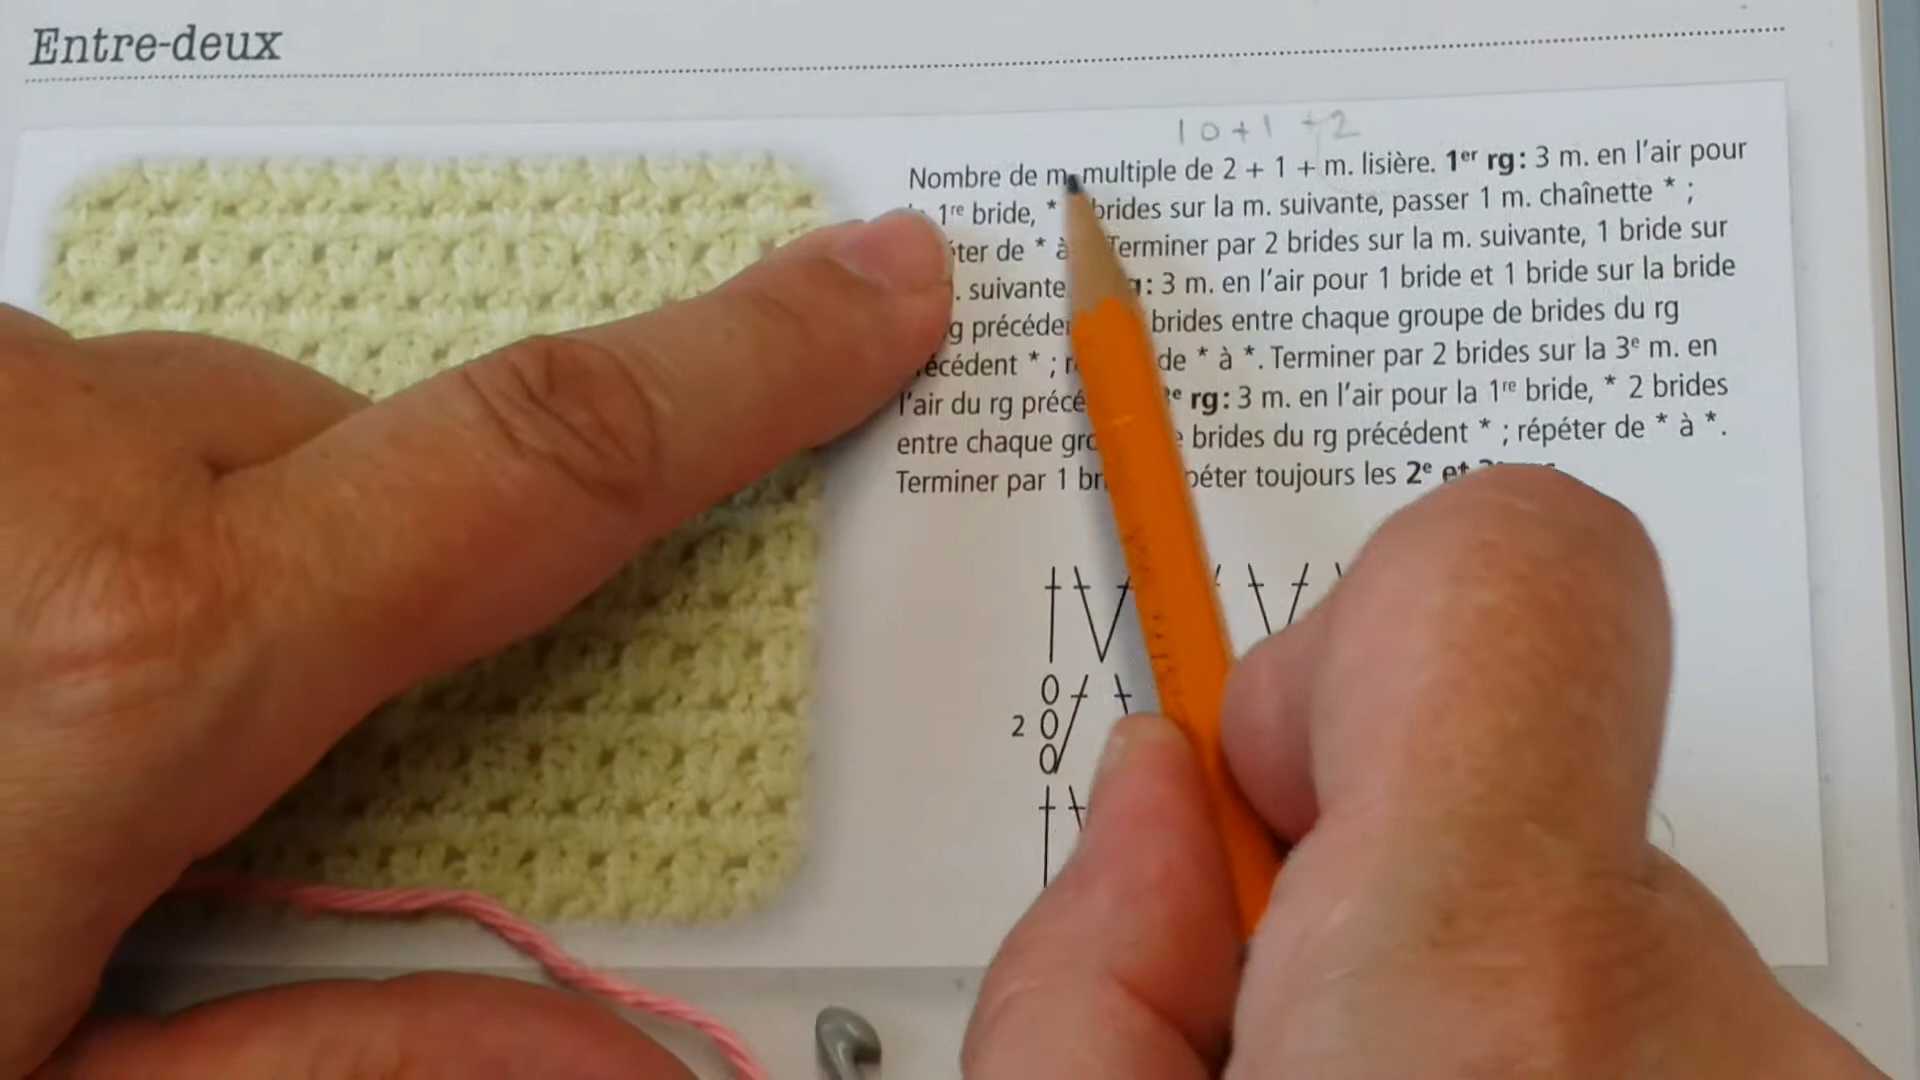 Entre-deux
10+1 +2
Nombre de m. multiple de 2 + 1 + m. lisière. 1er rg : 3 m. en l'air pour
1re bride, * brides sur la m. suivante, passer 1 m. chaînette * ;
à Terminer par 2 brides sur la m. suivante, 1 bride sur
suivante : 3 m. en l'air pour 1 bride et 1 bride sur la bride
brides entre chaque groupe de brides du rg
* ; de * à *. Terminer par 2 brides sur la 3e m. en
l'air du rg rg : 3 m. en l'air pour la 1re bride, * 2 brides
entre chaque brides du rg précédent * ; répéter de * à *.
Terminer par 1 toujours les 2e et
2